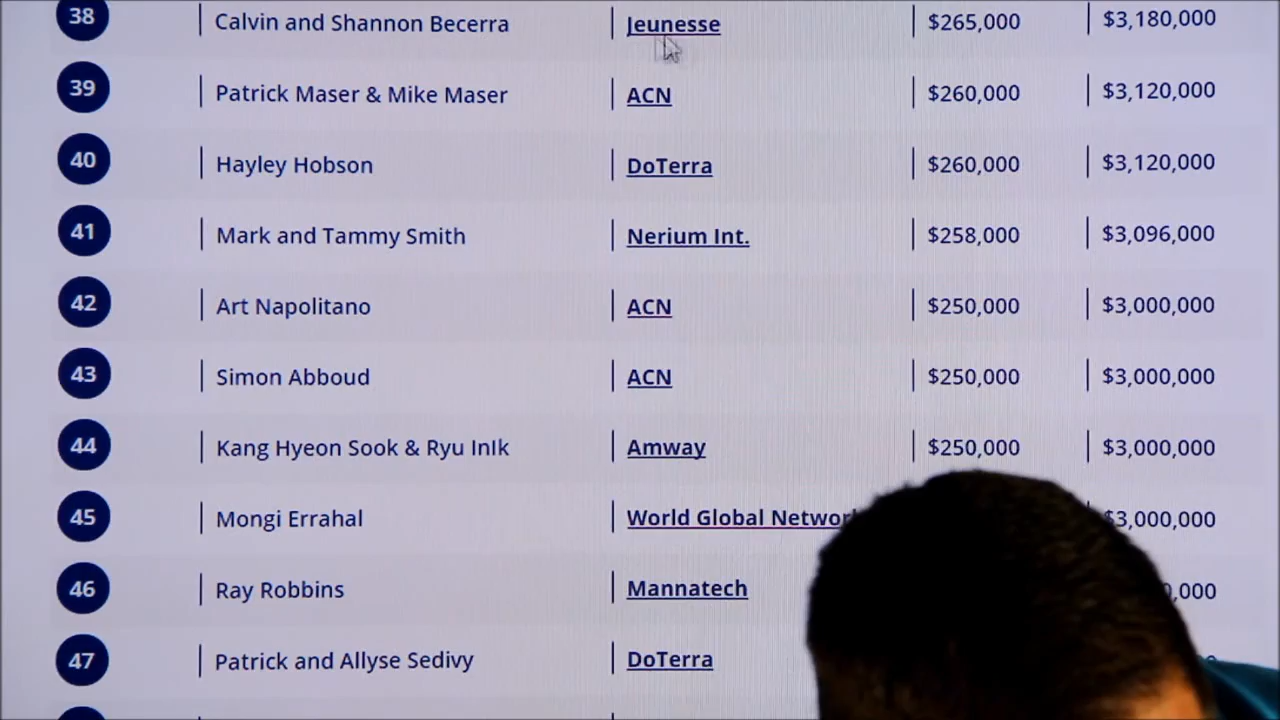 38 Calvin and Shannon Becerra Jeunesse $265,000 $3,180,000
39 Patrick Maser & Mike Maser ACN $260,000 $3,120,000
40 Hayley Hobson DoTerra $260,000 $3,120,000
41 Mark and Tammy Smith Nerium Int. $258,000 $3,096,000
42 Art Napolitano ACN $250,000 $3,000,000
43 Simon Abboud ACN $250,000 $3,000,000
44 Kang Hyeon Sook & Ryu InIk Amway $250,000 $3,000,000
45 Mongi Errahal World Global $3,000,000
46 Ray Robbins Mannatech
47 Patrick and Allyse Sedivy DoTerra